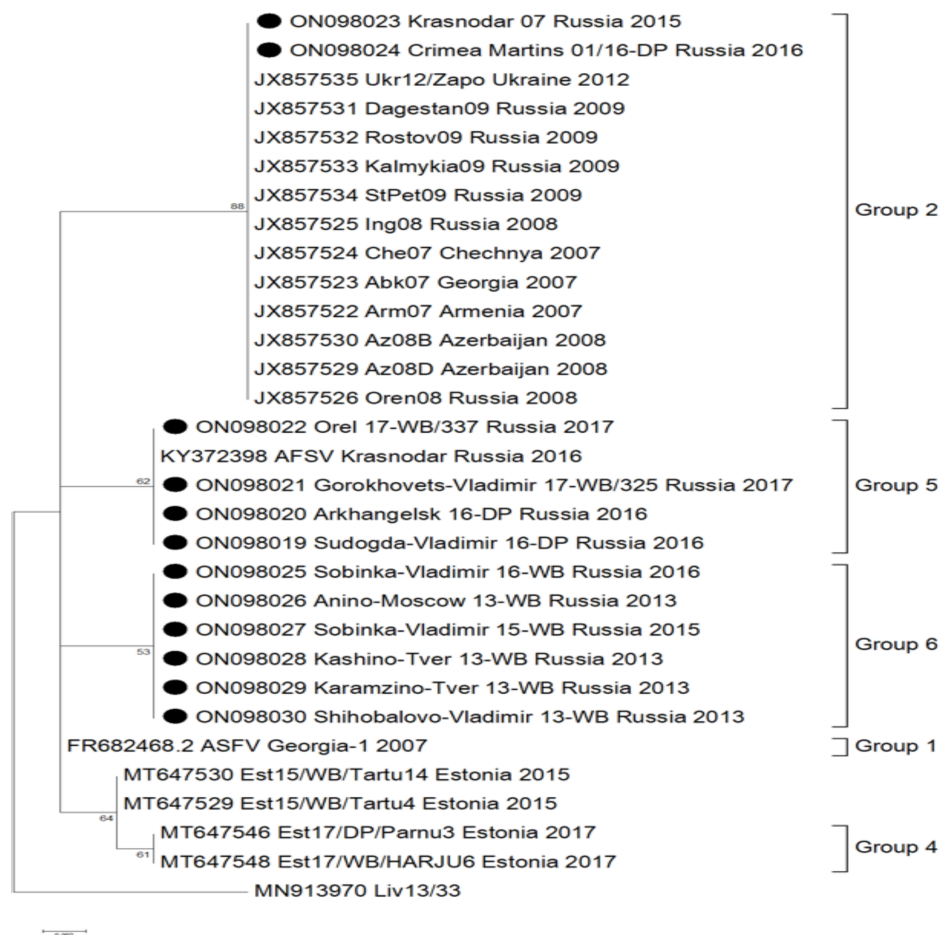 ON098023 Krasnodar 07 Russia 2015
ON098024 Crimea Martins 01/16-DP Russia 2016
JX857535 Ukr12/Zapo Ukraine 2012
JX857531 Dagestan09 Russia 2009
JX857532 Rostov09 Russia 2009
JX857533 Kalmykia09 Russia 2009
JX857534 StPet09 Russia 2009
88
Group 2
JX857525 Ing08 Russia 2008
JX857524 Che07 Chechnya 2007
JX857523 Abk07 Georgia 2007
JX857522 Arm07 Armenia 2007
JX857530 Az08B Azerbaijan 2008
JX857529 Az08D Azerbaijan 2008
JX857526 Oren08 Russia 2008
ON098022 Orel 17-WB/337 Russia 2017
KY372398 AFSV Krasnodar Russia 2016
62
ON098021 Gorokhovets-Vladimir 17-WB/325 Russia 2017
Group 5
ON098020 Arkhangelsk 16-DP Russia 2016
ON098019 Sudogda-Vladimir 16-DP Russia 2016
ON098025 Sobinka-Vladimir 16-WB Russia 2016
ON098026 Anino-Moscow 13-WB Russia 2013
ON098027 Sobinka-Vladimir 15-WB Russia 2015
Group 6
53
ON098028 Kashino-Tver 13-WB Russia 2013
ON098029 Karamzino-Tver 13-WB Russia 2013
ON098030 Shihobalovo-Vladimir 13-WB Russia 2013
FR682468.2 ASFV Georgia-1 2007
Group 1
MT647530 Est15/WB/Tartu14 Estonia 2015
MT647529 Est15/WB/Tartu4 Estonia 2015
64
MT647546 Est17/DP/Parnu3 Estonia 2017
Group 4
61
MT647548 Est17/WB/HARJU6 Estonia 2017
MN913970 Liv13/33